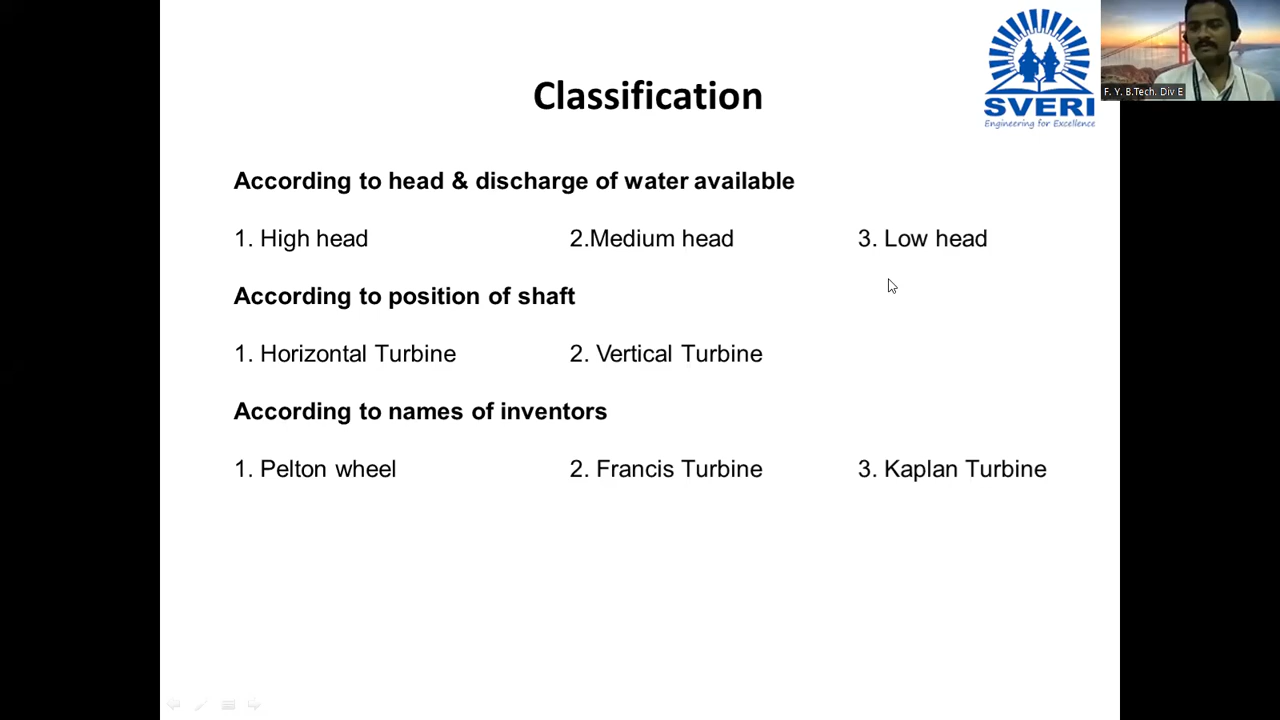 Classification
SVERI
Engineering for Excellence
F. Y. B.Tech. Div E
According to head & discharge of water available
1. High head 2.Medium head 3. Low head
According to position of shaft
1. Horizontal Turbine 2. Vertical Turbine
According to names of inventors
1. Pelton wheel 2. Francis Turbine 3. Kaplan Turbine